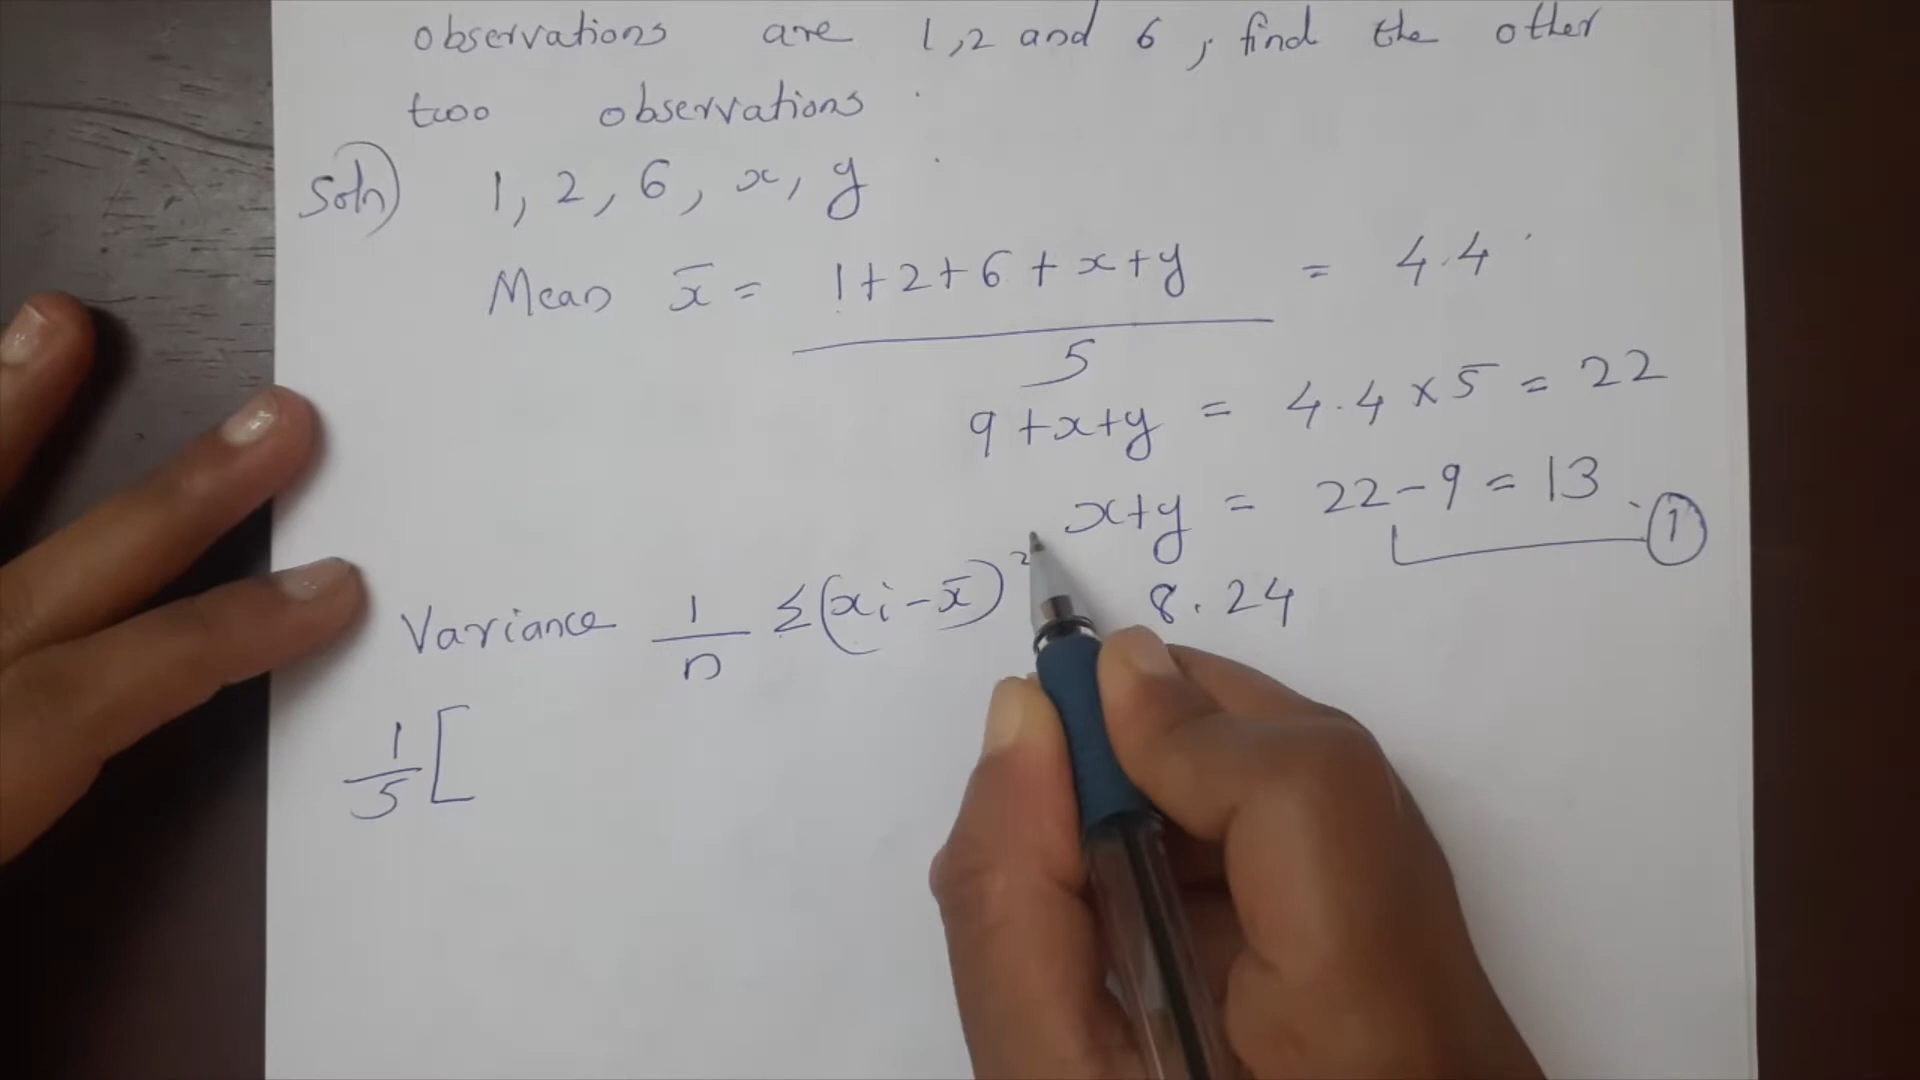 observations are 1,2 and 6, find the other
two observations.
Soln) 1, 2, 6, x, y
Mean x̄ = 1+2+6+x+y / 5 = 4.4
9+x+y = 4.4×5 = 22
x+y = 22-9 = 13. ①
Variance 1/n Σ(xi-x̄)² 8.24
1/5 [